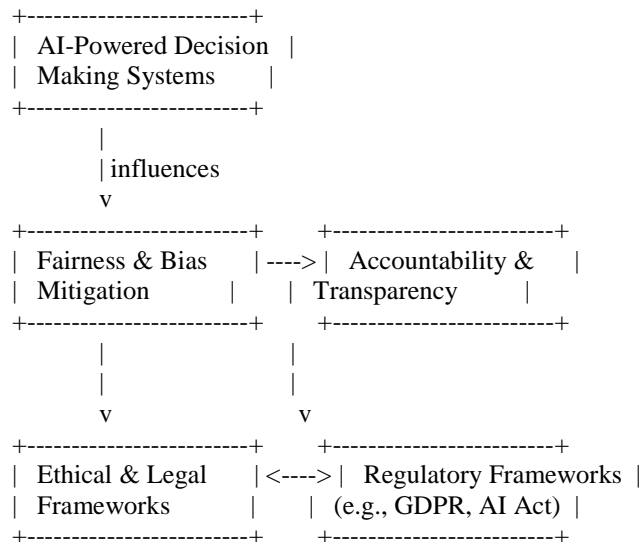 +-------------------------+
| AI-Powered Decision |
| Making Systems |
+-------------------------+
|
| influences
v
+-------------------------+ +-------------------------+
| Fairness & Bias |----> | Accountability & |
| Mitigation | | Transparency |
+-------------------------+ +-------------------------+
| |
| |
v v
+-------------------------+ +-------------------------+
| Ethical & Legal |<----> | Regulatory Frameworks |
| Frameworks | | (e.g., GDPR, AI Act) |
+-------------------------+ +-------------------------+